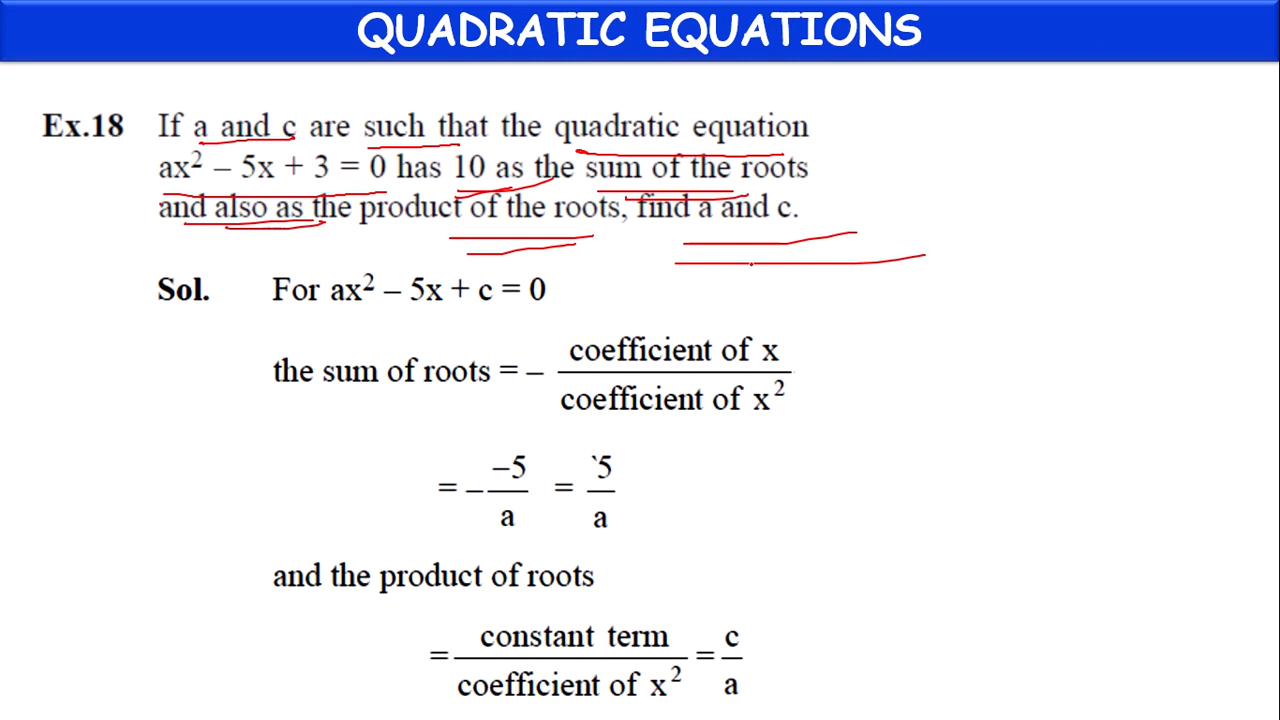 QUADRATIC EQUATIONS
Ex.18 If a and c are such that the quadratic equation
ax² – 5x + 3 = 0 has 10 as the sum of the roots
and also as the product of the roots, find a and c.
Sol. For ax² – 5x + c = 0
the sum of roots = – coefficient of x / coefficient of x²
= – –5/a = `5/a
and the product of roots
= constant term / coefficient of x² = c/a